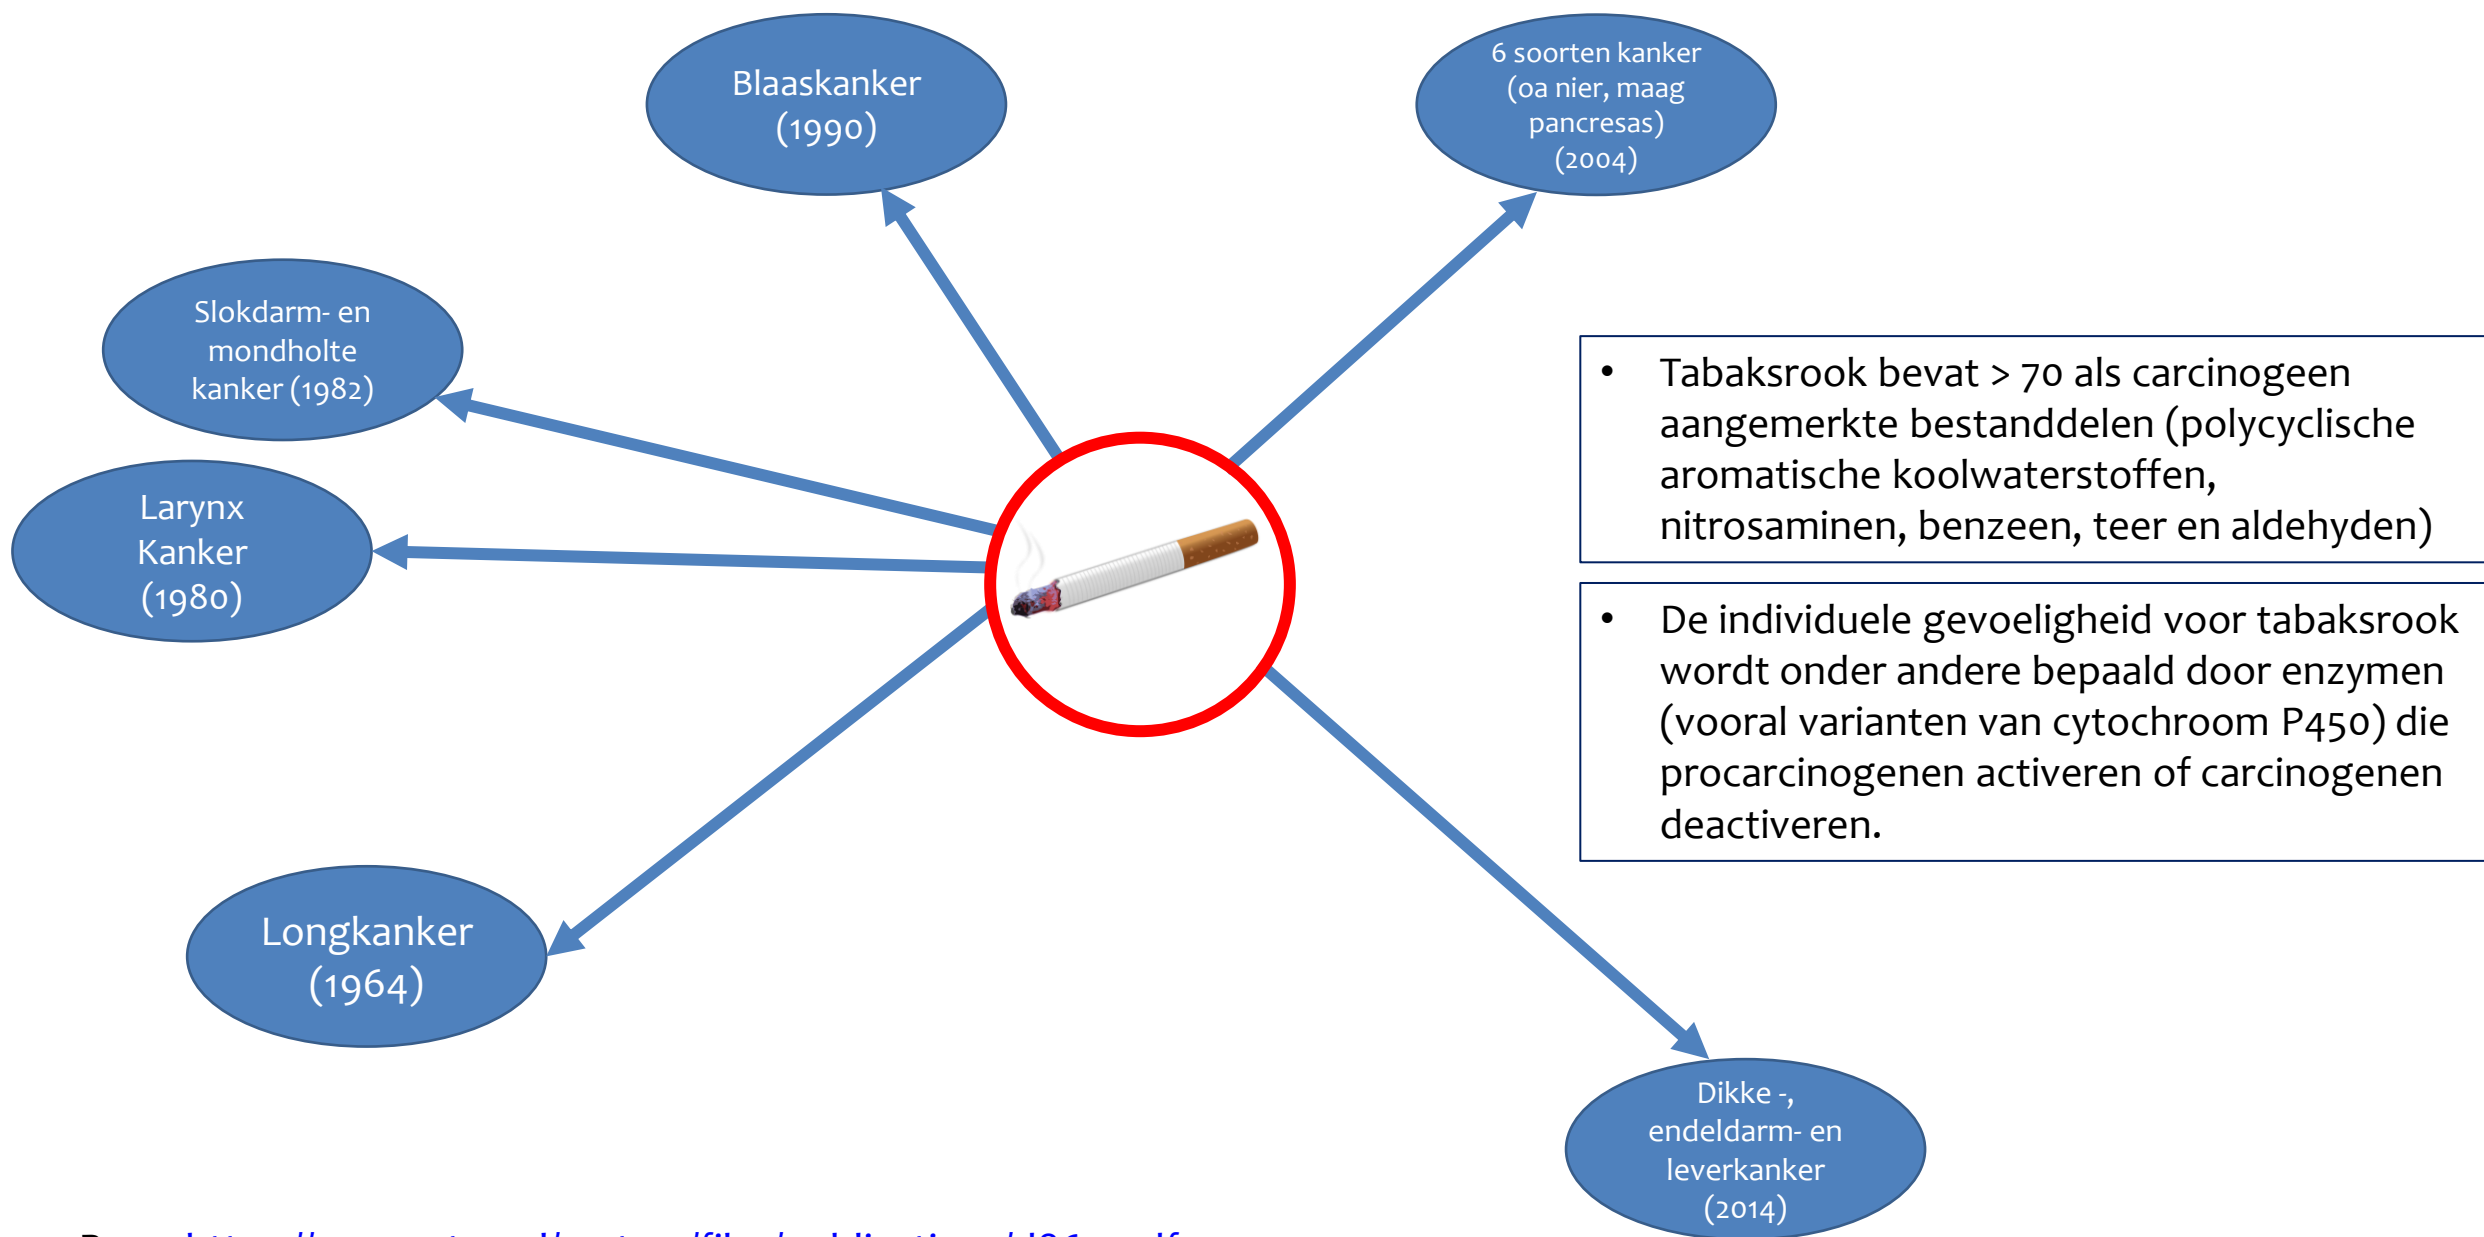 Blaaskanker
(1990)
6 soorten kanker
(oa nier, maag
pancresas)
(2004)
Slokdarm- en
mondholte
kanker (1982)
Larynx
Kanker
(1980)
Longkanker
(1964)
• Tabaksrook bevat > 70 als carcinogeen
aangemerkte bestanddelen (polycyclische
aromatische koolwaterstoffen,
nitrosaminen, benzeen, teer en aldehyden)
• De individuele gevoeligheid voor tabaksrook
wordt onder andere bepaald door enzymen
(vooral varianten van cytochroom P450) die
procarcinogenen activeren of carcinogenen
deactiveren.
Dikke -,
endeldarm- en
leverkanker
(2014)